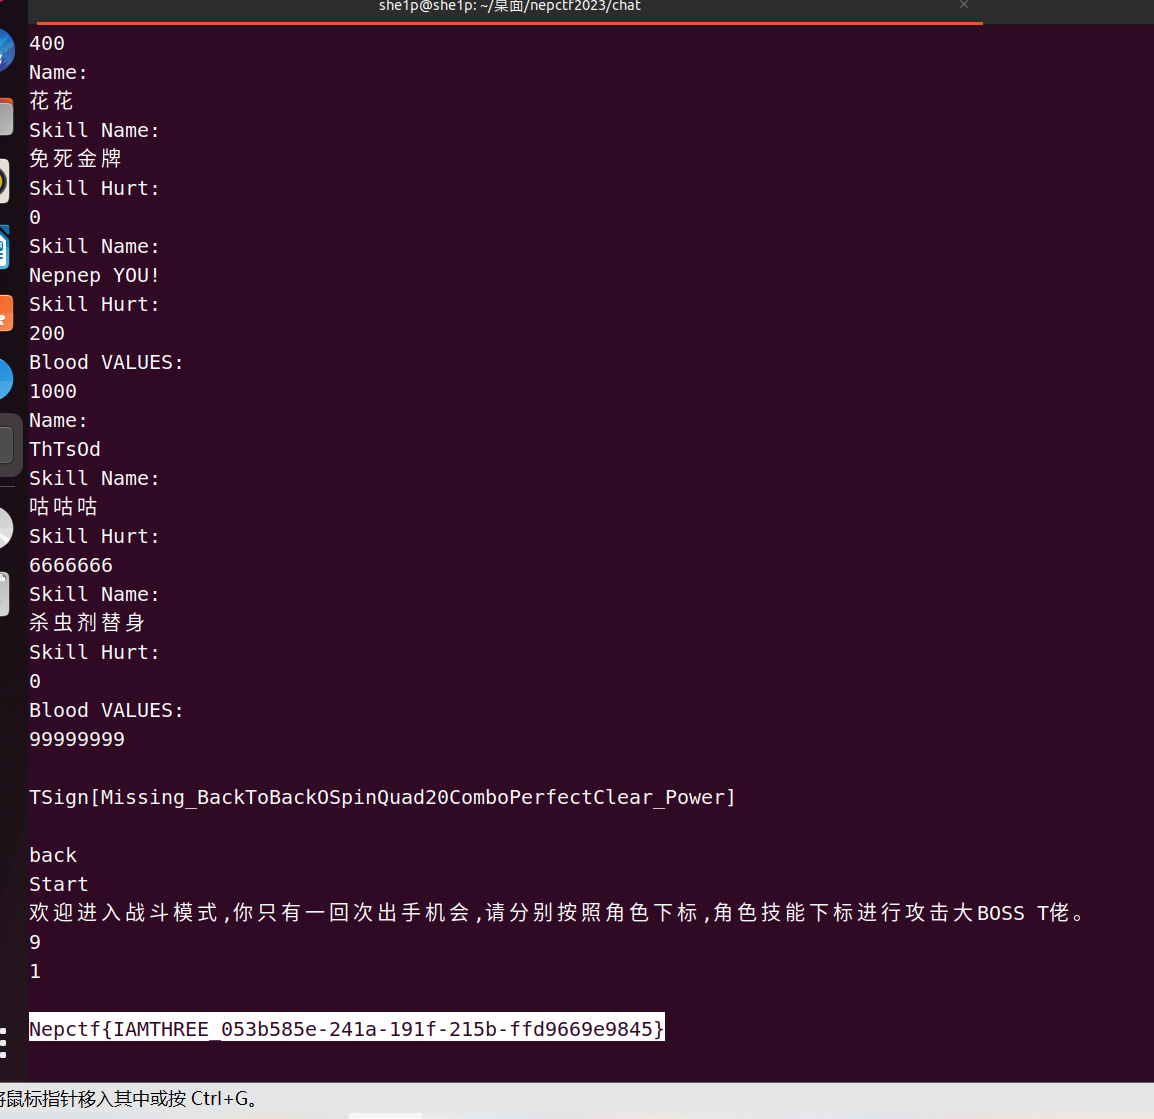 she1p@she1p: ~/桌面/nepctf2023/chat
400
Name:
花花
Skill Name:
免死金牌
Skill Hurt:
0
Skill Name:
Nepnep YOU!
Skill Hurt:
200
Blood VALUES:
1000
Name:
ThTsOd
Skill Name:
咕咕咕
Skill Hurt:
6666666
Skill Name:
杀虫剂替身
Skill Hurt:
0
Blood VALUES:
99999999
TSign[Missing_BackToBackOSpinQuad20ComboPerfectClear_Power]
back
Start
欢迎进入战斗模式,你只有一回次出手机会,请分别按照角色下标,角色技能下标进行攻击大BOSS T佬。
9
1
Nepctf{IAMTHREE_053b585e-241a-191f-215b-ffd9669e9845}
将鼠标指针移入其中或按 Ctrl+G。